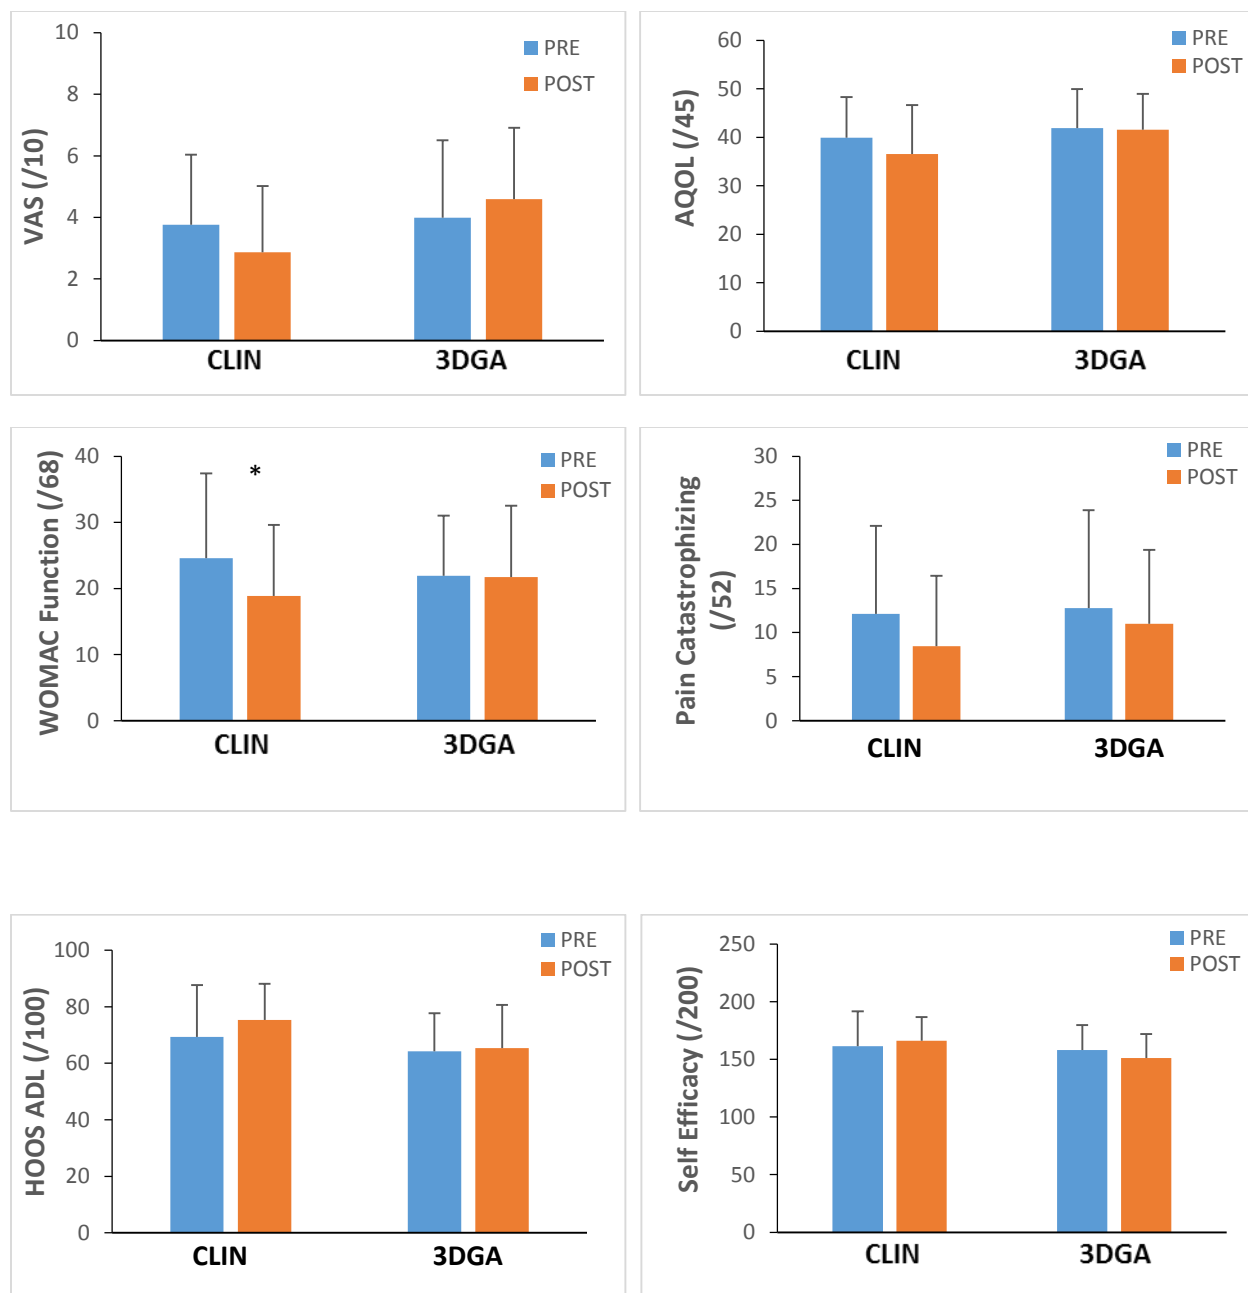 VAS (/10)
10
8
6
4
2
0
PRE
POST
CLIN 3DGA
AQOL (/45)
60
50
40
30
20
10
0
PRE
POST
CLIN 3DGA
WOMAC Function (/68)
40
30
20
10
0
*
PRE
POST
CLIN 3DGA
Pain Catastrophizing
(/52)
30
25
20
15
10
5
0
PRE
POST
CLIN 3DGA
HOOS ADL (/100)
100
80
60
40
20
0
PRE
POST
CLIN 3DGA
Self Efficacy (/200)
250
200
150
100
50
0
PRE
POST
CLIN 3DGA